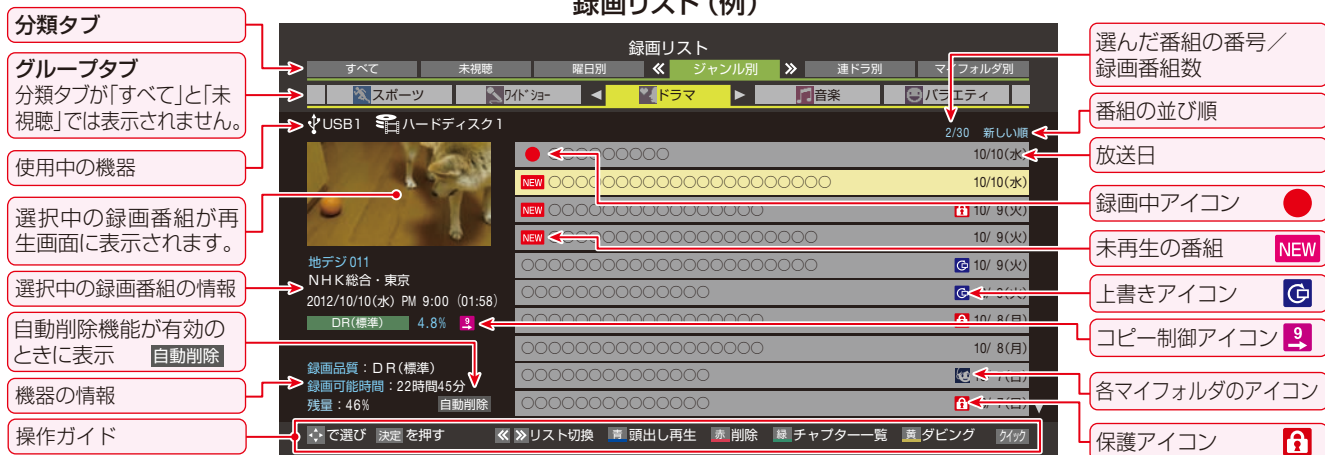 録画リスト(例)
分類タブ
グループタブ
分類タブが「すべて」と「未
視聴」では表示されません。
使用中の機器
選択中の録画番組が再
生画面に表示されます。
選択中の録画番組の情報
自動削除機能が有効の
ときに表示 自動削除
機器の情報
操作ガイド
録画リスト
すべて 未視聴 曜日別 ≪ ジャンル別 ≫ 連ドラ別 マイフォルダ別
スポーツ ワイドショー ◀ ドラマ ▶ 音楽 バラエティ
USB1 ハードディスク1
2/30 新しい順
○○○○○○○○○ 10/10(水)
NEW ○○○○○○○○○○○○○○○○○○○○○ 10/10(水)
NEW ○○○○○○○○○○○○○○○○ 10/ 9(火)
NEW ○○○○○○○○○○○○○○○○○○○○ 10/ 9(火)
○○○○○○○○○○○○○○○○○○○○○○ 10/ 9(火)
○○○○○○○○○○○○○○
○○○○○○○○○○○○○○○○○○ 10/ 8(月)
○○○○○○○○○○○○○○○○○○ 10/ 8(月)
○○○○○○○○○○○○○○
○○○○○○○○○○○○○○
地デジ011
NHK総合・東京
2012/10/10(水) PM 9:00 (01:58)
DR(標準) 4.8% 9
録画品質:DR(標準)
録画可能時間:22時間45分
残量:46% 自動削除
で選び 決定 を押す ≪ ≫リスト切換 青 頭出し再生 赤 削除 緑 チャプター一覧 黄 ダビング クイック
選んだ番組の番号/
録画番組数
番組の並び順
放送日
録画中アイコン
未再生の番組 NEW
上書きアイコン
コピー制御アイコン 9
各マイフォルダのアイコン
保護アイコン